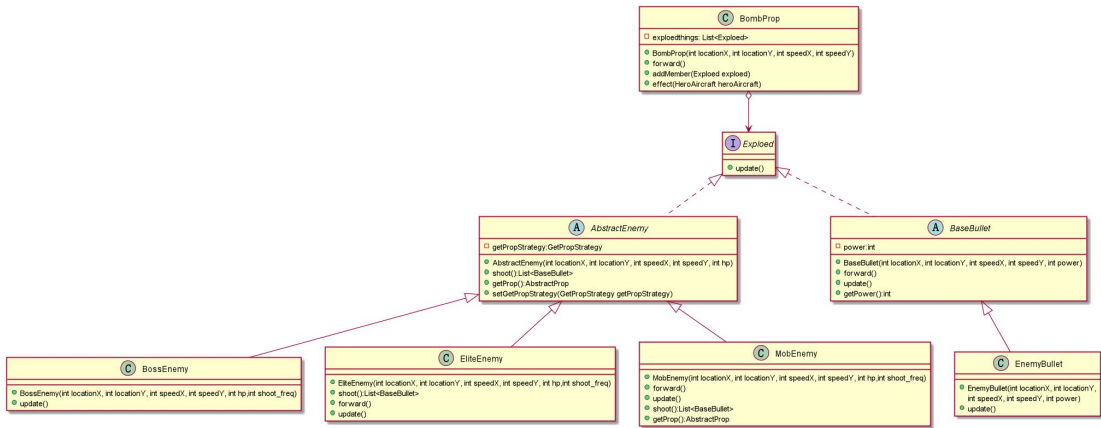 C BombProp
exploedthings: List<Exploed>
BombProp(int locationX, int locationY, int speedX, int speedY)
forward()
addMember(Exploed exploed)
effect(HeroAircraft heroAircraft)
I Exploed
update()
A AbstractEnemy
getPropStrategy:GetPropStrategy
AbstractEnemy(int locationX, int locationY, int speedX, int speedY, int hp)
shoot():List<BaseBullet>
getProp():AbstractProp
setGetPropStrategy(GetPropStrategy getPropStrategy)
A BaseBullet
power:int
BaseBullet(int locationX, int locationY, int speedX, int speedY, int power)
forward()
update()
getPower():int
C BossEnemy
BossEnemy(int locationX, int locationY, int speedX, int speedY, int hp,int shoot_freq)
update()
C EliteEnemy
EliteEnemy(int locationX, int locationY, int speedX, int speedY, int hp,int shoot_freq)
shoot():List<BaseBullet>
forward()
update()
C MobEnemy
MobEnemy(int locationX, int locationY, int speedX, int speedY, int hp,int shoot_freq)
forward()
update()
shoot():List<BaseBullet>
getProp():AbstractProp
C EnemyBullet
EnemyBullet(int locationX, int locationY,
int speedX, int speedY, int power)
update()